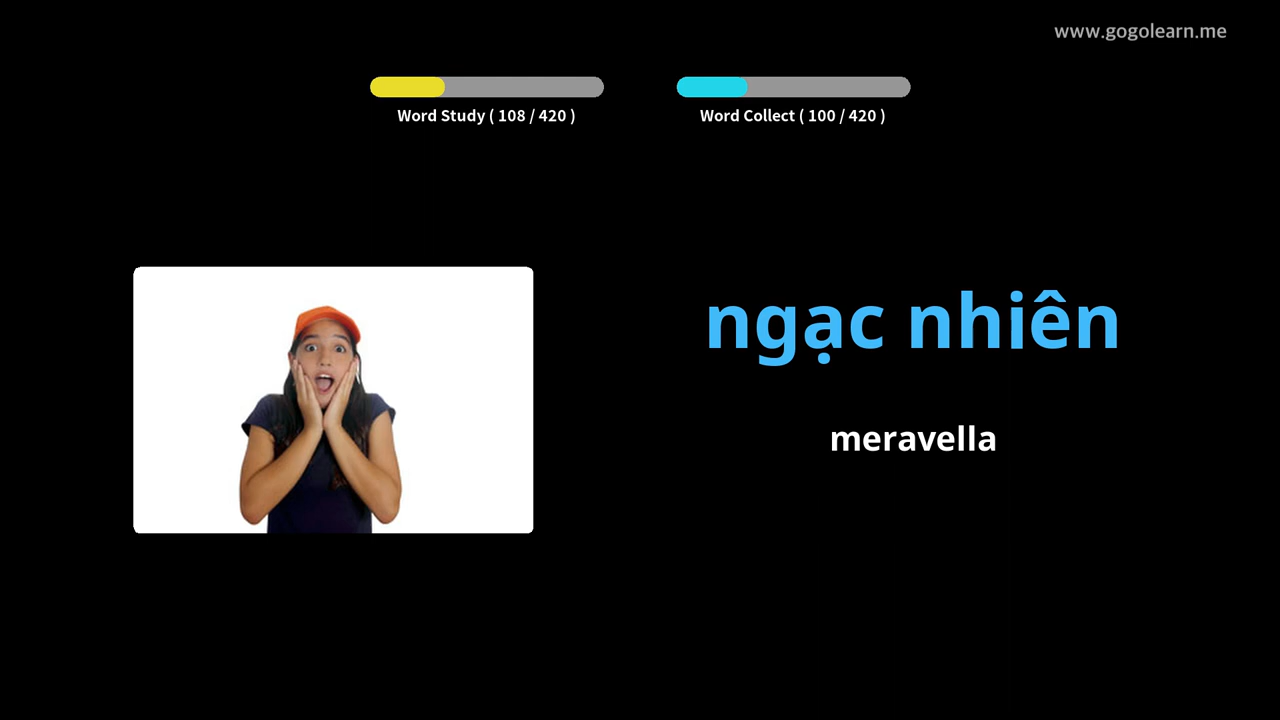 www.gogolearn.me
Word Study ( 108 / 420 )
Word Collect ( 100 / 420 )
ngạc nhiên
meravella